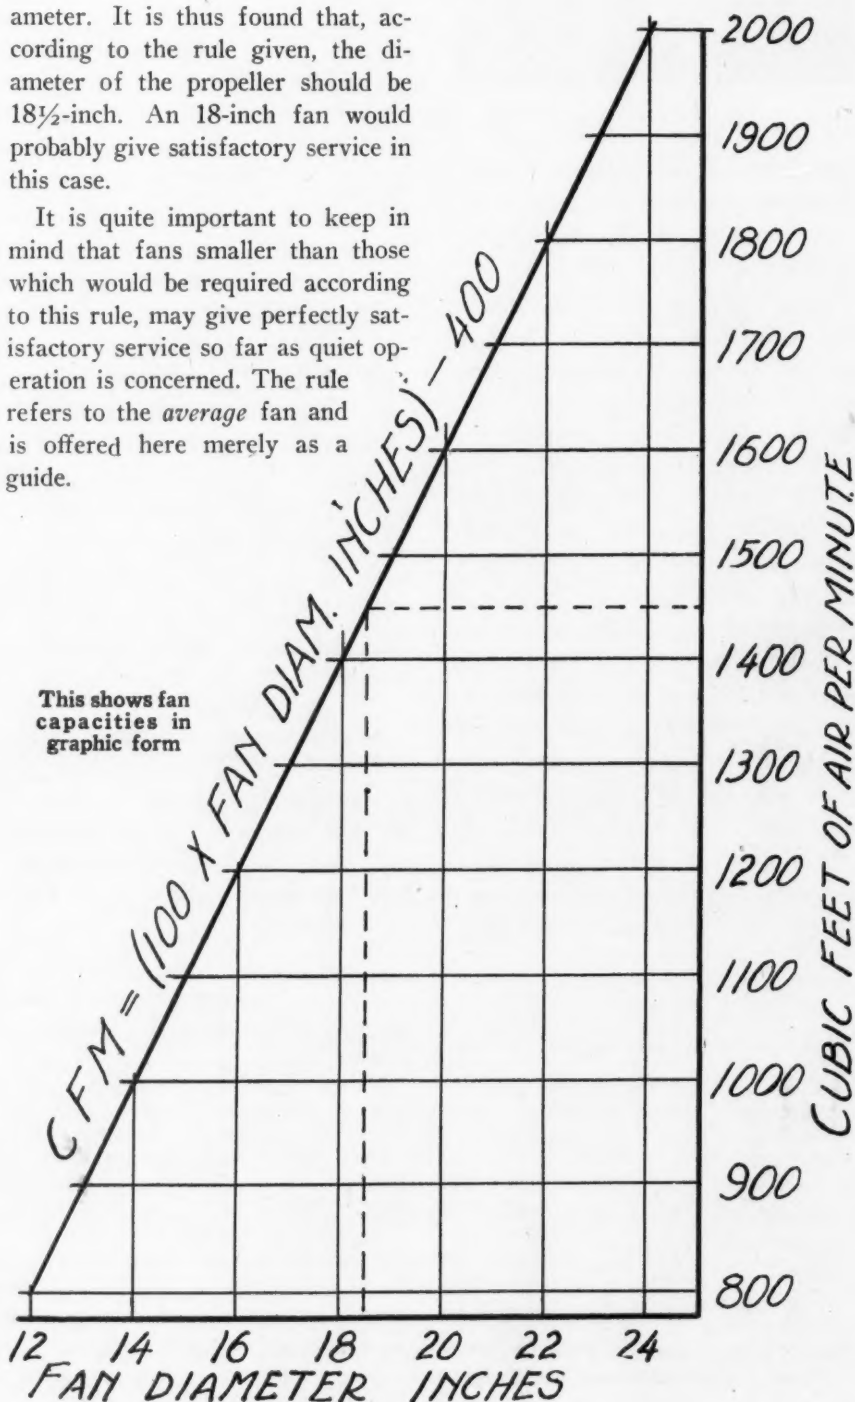 ameter. It is thus found that, ac-
cording to the rule given, the di-
ameter of the propeller should be
18½-inch. An 18-inch fan would
probably give satisfactory service in
this case.
It is quite important to keep in
mind that fans smaller than those
which would be required according
to this rule, may give perfectly sat-
isfactory service so far as quiet op-
eration is concerned. The rule
refers to the average fan and
is offered here merely as a
guide.
This shows fan
capacities in
graphic form
CFM = (100 X FAN DIAM. INCHES) - 400
2000
1900
1800
1700
1600
1500
1400
1300
1200
1100
1000
900
800
CUBIC FEET OF AIR PER MINUTE
12 14 16 18 20 22 24
FAN DIAMETER INCHES